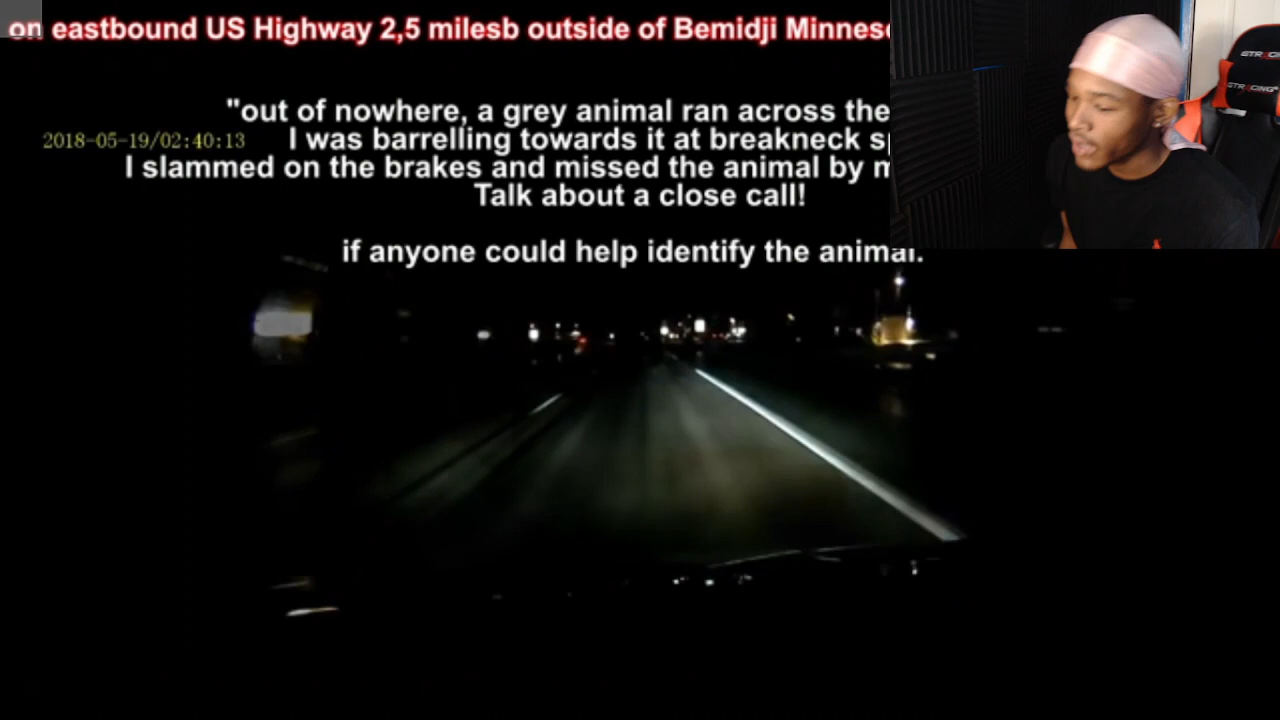 on eastbound US Highway 2,5 milesb outside of Bemidji Minnes
"out of nowhere, a grey animal ran across the
2018-05-19/02:40:13
I was barrelling towards it at breakneck s
I slammed on the brakes and missed the animal by m
Talk about a close call!
if anyone could help identify the animal.
GTRACING
GTRACING